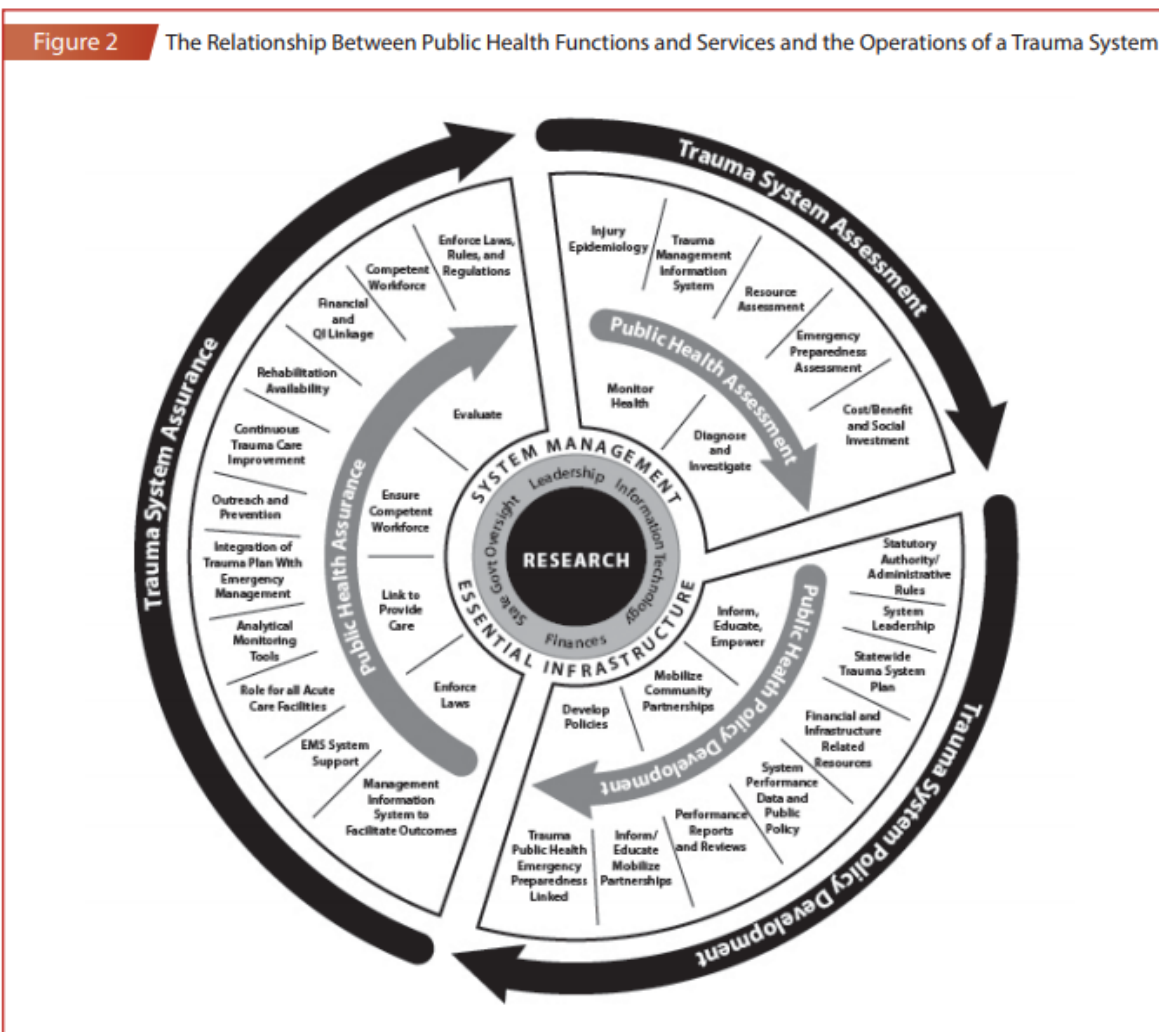 Figure 2
The Relationship Between Public Health Functions and Services and the Operations of a Trauma System
Trauma System Assessment
Injury
Epidemiology
Trauma
Management
Information
System
Resource
Assessment
Emergency
Preparedness
Assessment
Cost/Benefit
and Social
Investment
Public Health Assessment
Monitor
Health
Diagnose
and
Investigate
Trauma System Policy Development
Statutory
Authority/
Administrative
Rules
System
Leadership
Statewide
Trauma System
Plan
Financial and
Infrastructure
Related
Resources
System
Performance
Data and
Public
Policy
Performance
Reports
and Reviews
Inform/
Educate
Mobilize
Partnerships
Trauma
Public Health
Emergency
Preparedness
Linked
Public Health Policy Development
Inform,
Educate,
Empower
Mobilize
Community
Partnerships
Develop
Policies
Trauma System Assurance
Management
Information
System to
Facilitate Outcomes
EMS System
Support
Role for all Acute
Care Facilities
Analytical
Monitoring
Tools
Integration of
Trauma Plan With
Emergency
Management
Outreach and
Prevention
Continuous
Trauma Care
Improvement
Rehabilitation
Availability
Financial
and
QI Linkage
Competent
Workforce
Enforce Laws,
Rules, and
Regulations
Public Health Assurance
Enforce
Laws
Link to
Provide
Care
Ensure
Competent
Workforce
Evaluate
SYSTEM MANAGEMENT
ESSENTIAL INFRASTRUCTURE
Leadership
Information Technology
Finances
State Govt Oversight
RESEARCH